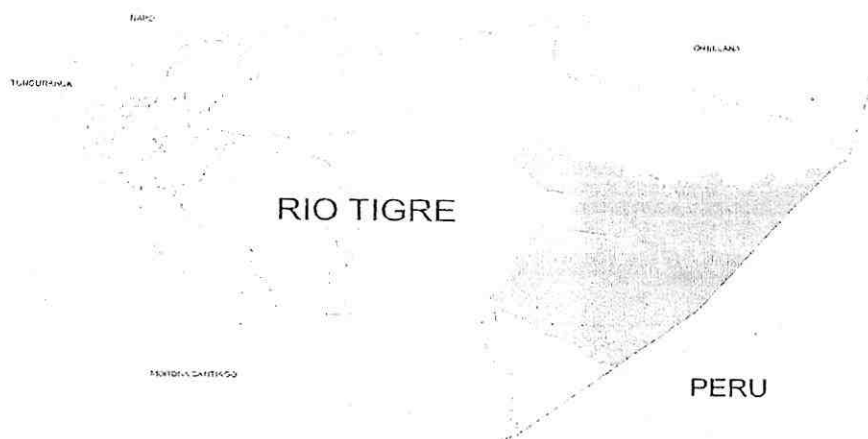 NAPO
ORELLANA
TUNGURAHUA
RIO TIGRE
MORONA SANTIAGO
PERU